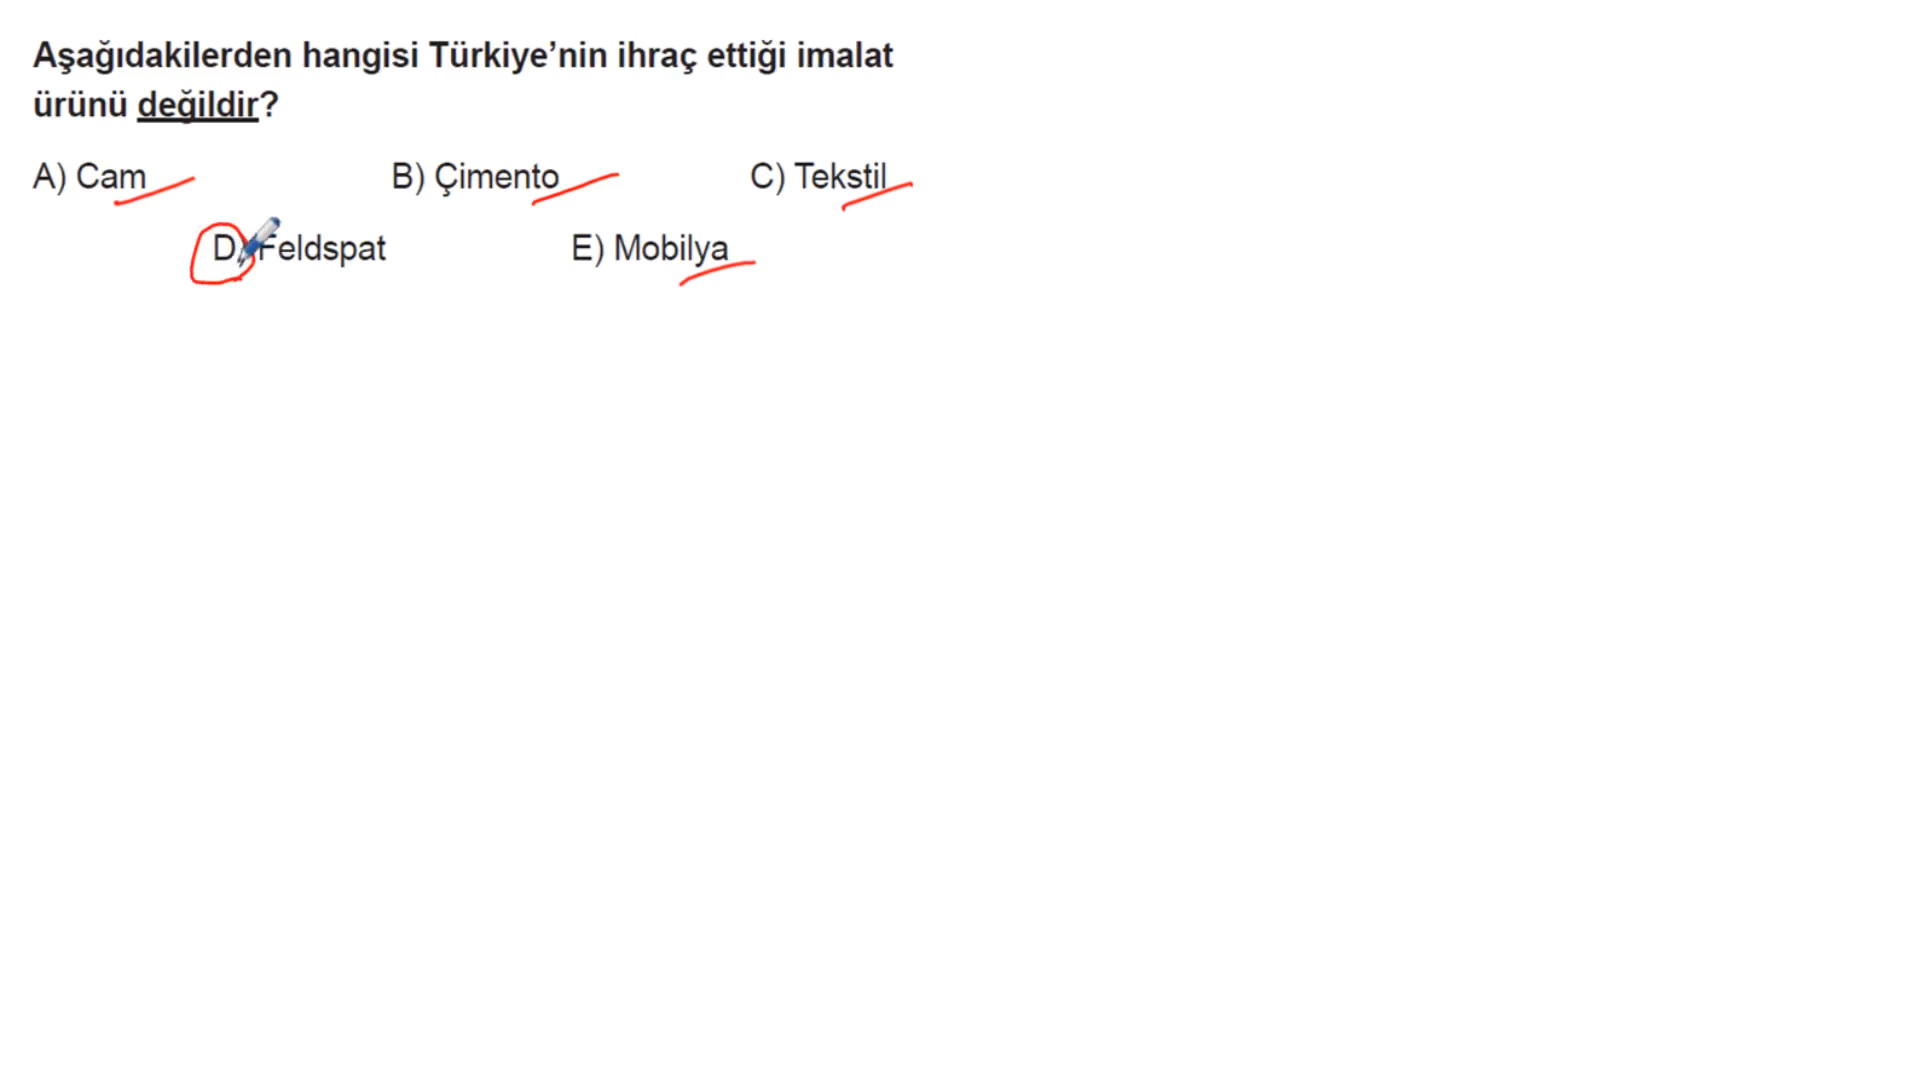 Aşağıdakilerden hangisi Türkiye’nin ihraç ettiği imalat
ürünü değildir?
A) Cam B) Çimento C) Tekstil
D) Feldspat E) Mobilya